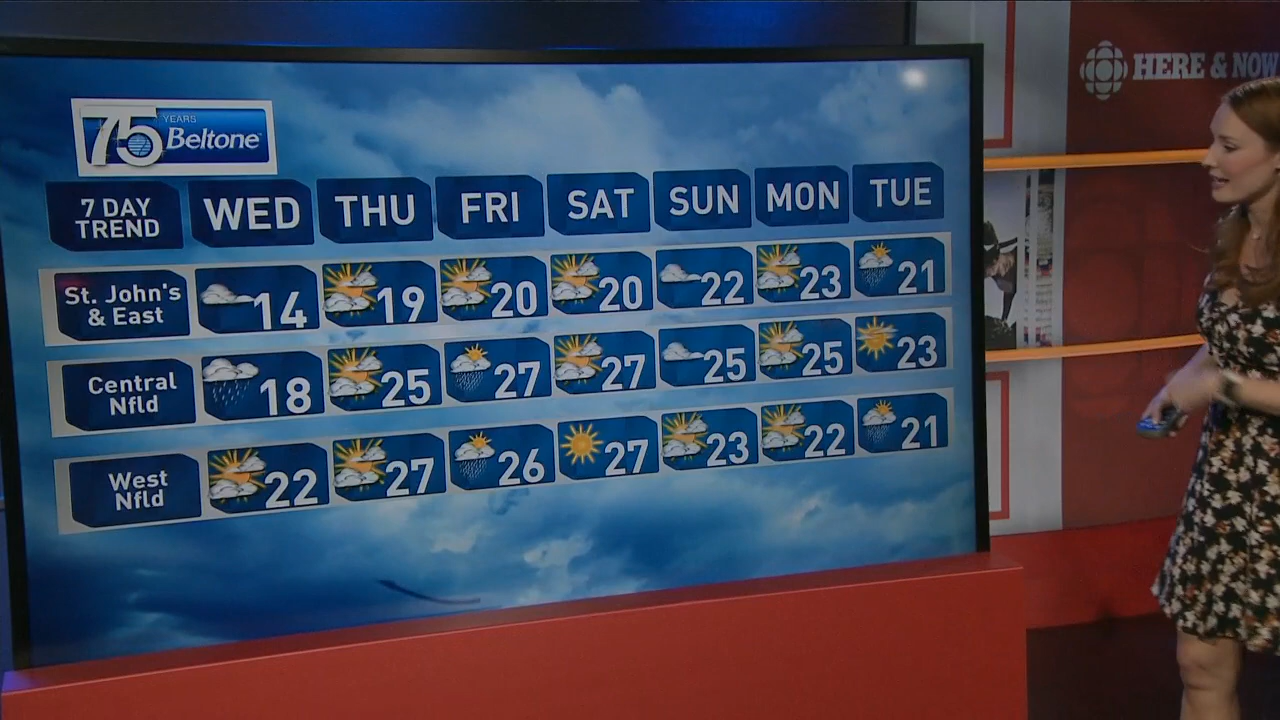 HERE & NOW
75 YEARS Beltone
7 DAY TREND WED THU FRI SAT SUN MON TUE
St. John's & East 14 19 20 20 22 23 21
Central Nfld 18 25 27 27 25 25 23
West Nfld 22 27 26 27 23 22 21